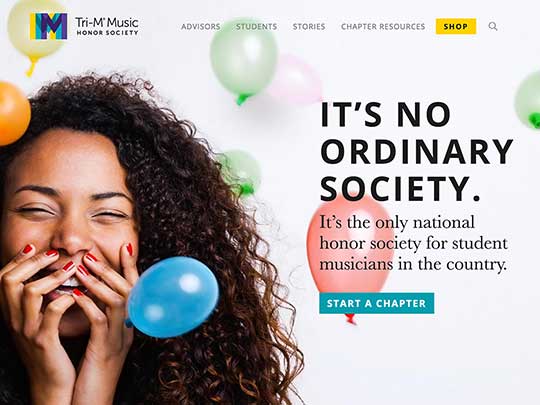 Tri-M® Music
HONOR SOCIETY
ADVISORS STUDENTS STORIES CHAPTER RESOURCES SHOP
IT'S NO
ORDINARY
SOCIETY.
It's the only national
honor society for student
musicians in the country.
START A CHAPTER